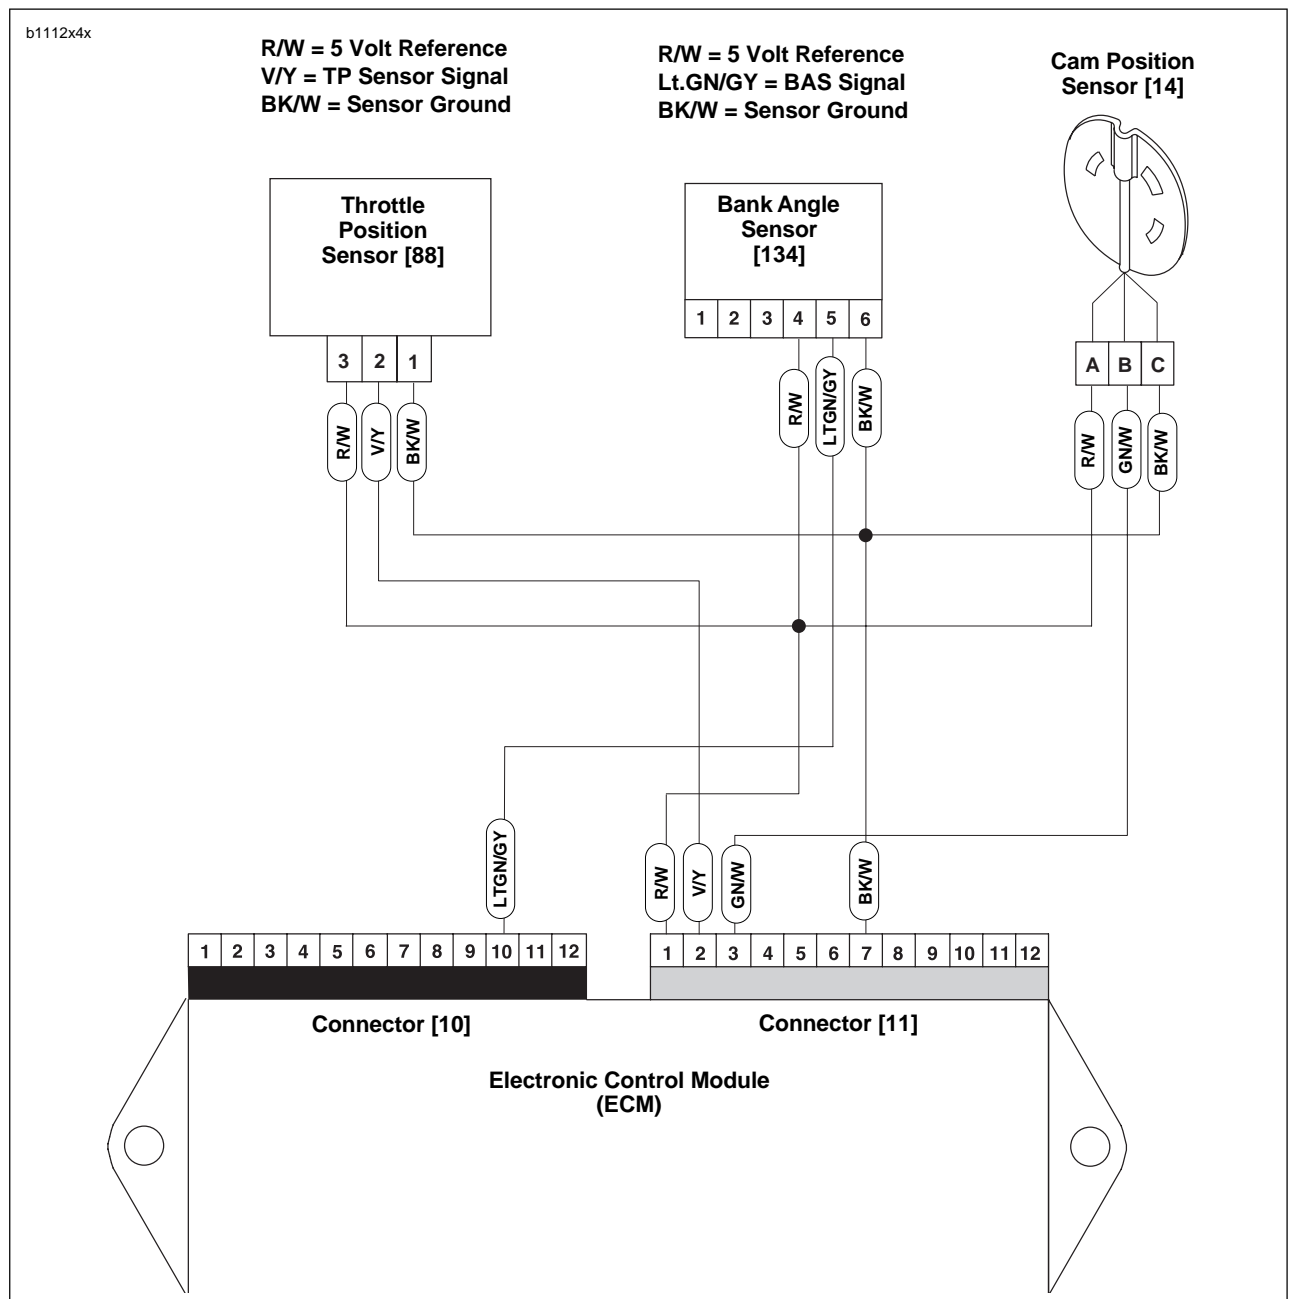 b1112x4x
R/W = 5 Volt Reference
V/Y = TP Sensor Signal
BK/W = Sensor Ground
R/W = 5 Volt Reference
Lt.GN/GY = BAS Signal
BK/W = Sensor Ground
Cam Position
Sensor [14]
Throttle
Position
Sensor [88]
Bank Angle
Sensor
[134]
1 2 3 4 5 6
3 2 1
A B C
R/W V/Y BK/W
R/W LTGN/GY BK/W
R/W GN/W BK/W
LTGN/GY
R/W V/Y GN/W BK/W
1 2 3 4 5 6 7 8 9 10 11 12
1 2 3 4 5 6 7 8 9 10 11 12
Connector [10]
Connector [11]
Electronic Control Module
(ECM)